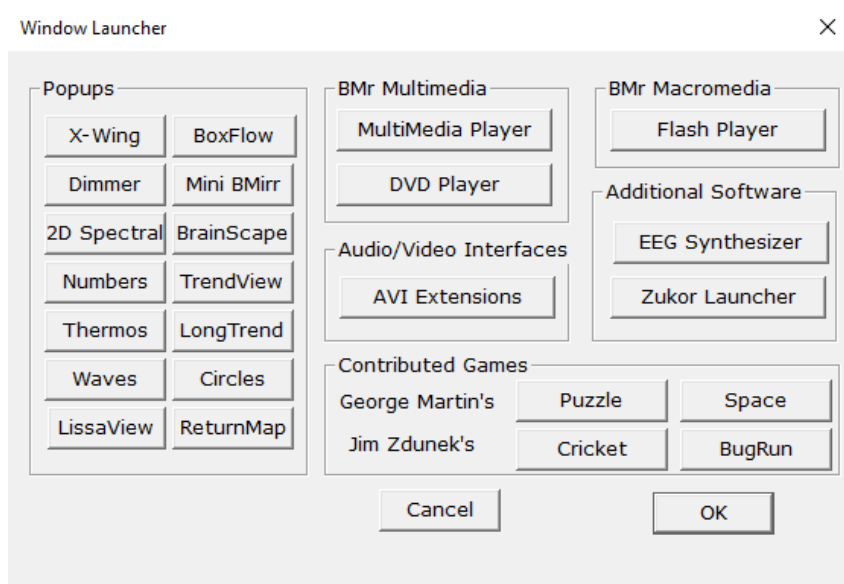 Window Launcher
Popups
X-Wing BoxFlow
Dimmer Mini BMirr
2D Spectral BrainScape
Numbers TrendView
Thermos LongTrend
Waves Circles
LissaView ReturnMap
BMr Multimedia
MultiMedia Player
DVD Player
Audio/Video Interfaces
AVI Extensions
BMr Macromedia
Flash Player
Additional Software
EEG Synthesizer
Zukor Launcher
Contributed Games
George Martin's Puzzle Space
Jim Zdunek's Cricket BugRun
Cancel OK